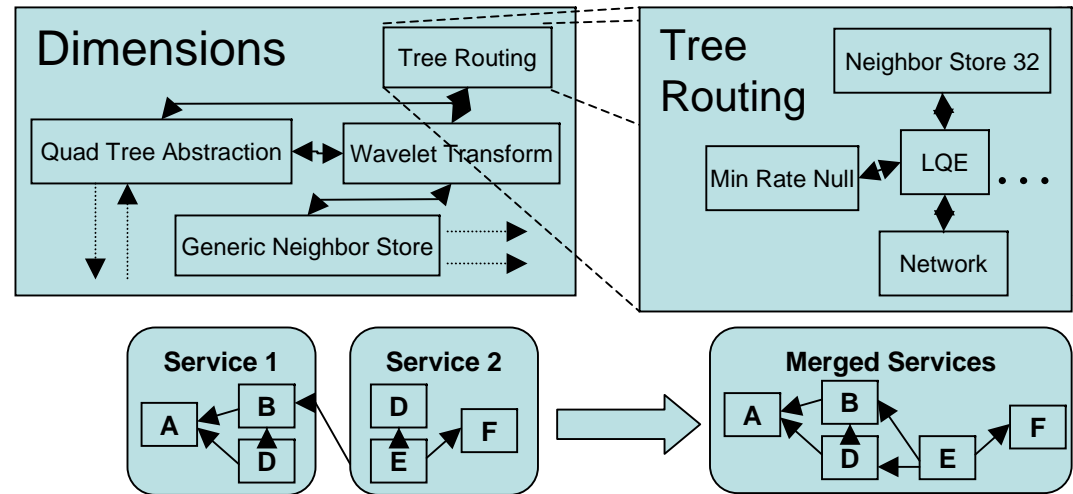 Dimensions
Tree Routing
Quad Tree Abstraction
Wavelet Transform
Generic Neighbor Store
Tree
Routing
Neighbor Store 32
LQE
Min Rate Null
. . .
Network
Service 1
A
B
D
Service 2
D
E
F
Merged Services
A
B
D
E
F